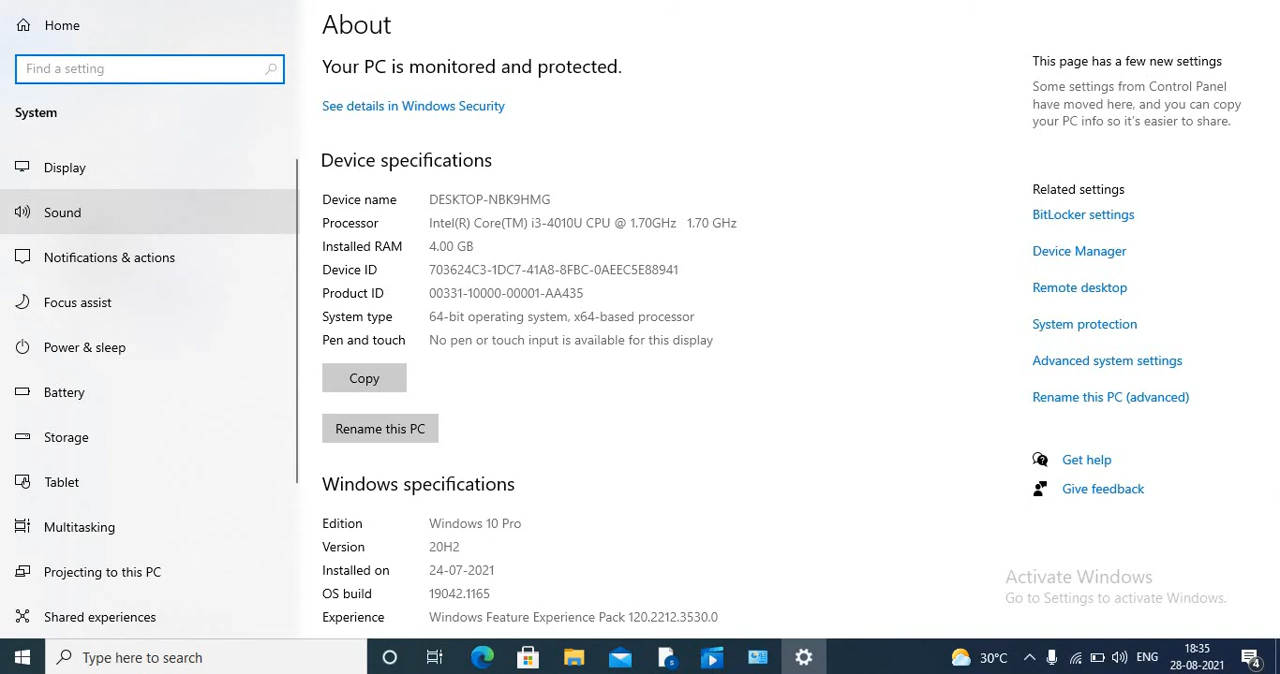 Home
Find a setting
System
Display
Sound
Notifications & actions
Focus assist
Power & sleep
Battery
Storage
Tablet
Multitasking
Projecting to this PC
Shared experiences
About
Your PC is monitored and protected.
See details in Windows Security
Device specifications
Device name DESKTOP-NBK9HMG
Processor Intel(R) Core(TM) i3-4010U CPU @ 1.70GHz 1.70 GHz
Installed RAM 4.00 GB
Device ID 703624C3-1DC7-41A8-8FBC-0AEEC5E88941
Product ID 00331-10000-00001-AA435
System type 64-bit operating system, x64-based processor
Pen and touch No pen or touch input is available for this display
Copy
Rename this PC
Windows specifications
Edition Windows 10 Pro
Version 20H2
Installed on 24-07-2021
OS build 19042.1165
Experience Windows Feature Experience Pack 120.2212.3530.0
This page has a few new settings
Some settings from Control Panel
have moved here, and you can copy
your PC info so it's easier to share.
Related settings
BitLocker settings
Device Manager
Remote desktop
System protection
Advanced system settings
Rename this PC (advanced)
Get help
Give feedback
Activate Windows
Go to Settings to activate Windows.
Type here to search
30°C
ENG
18:35
28-08-2021
4